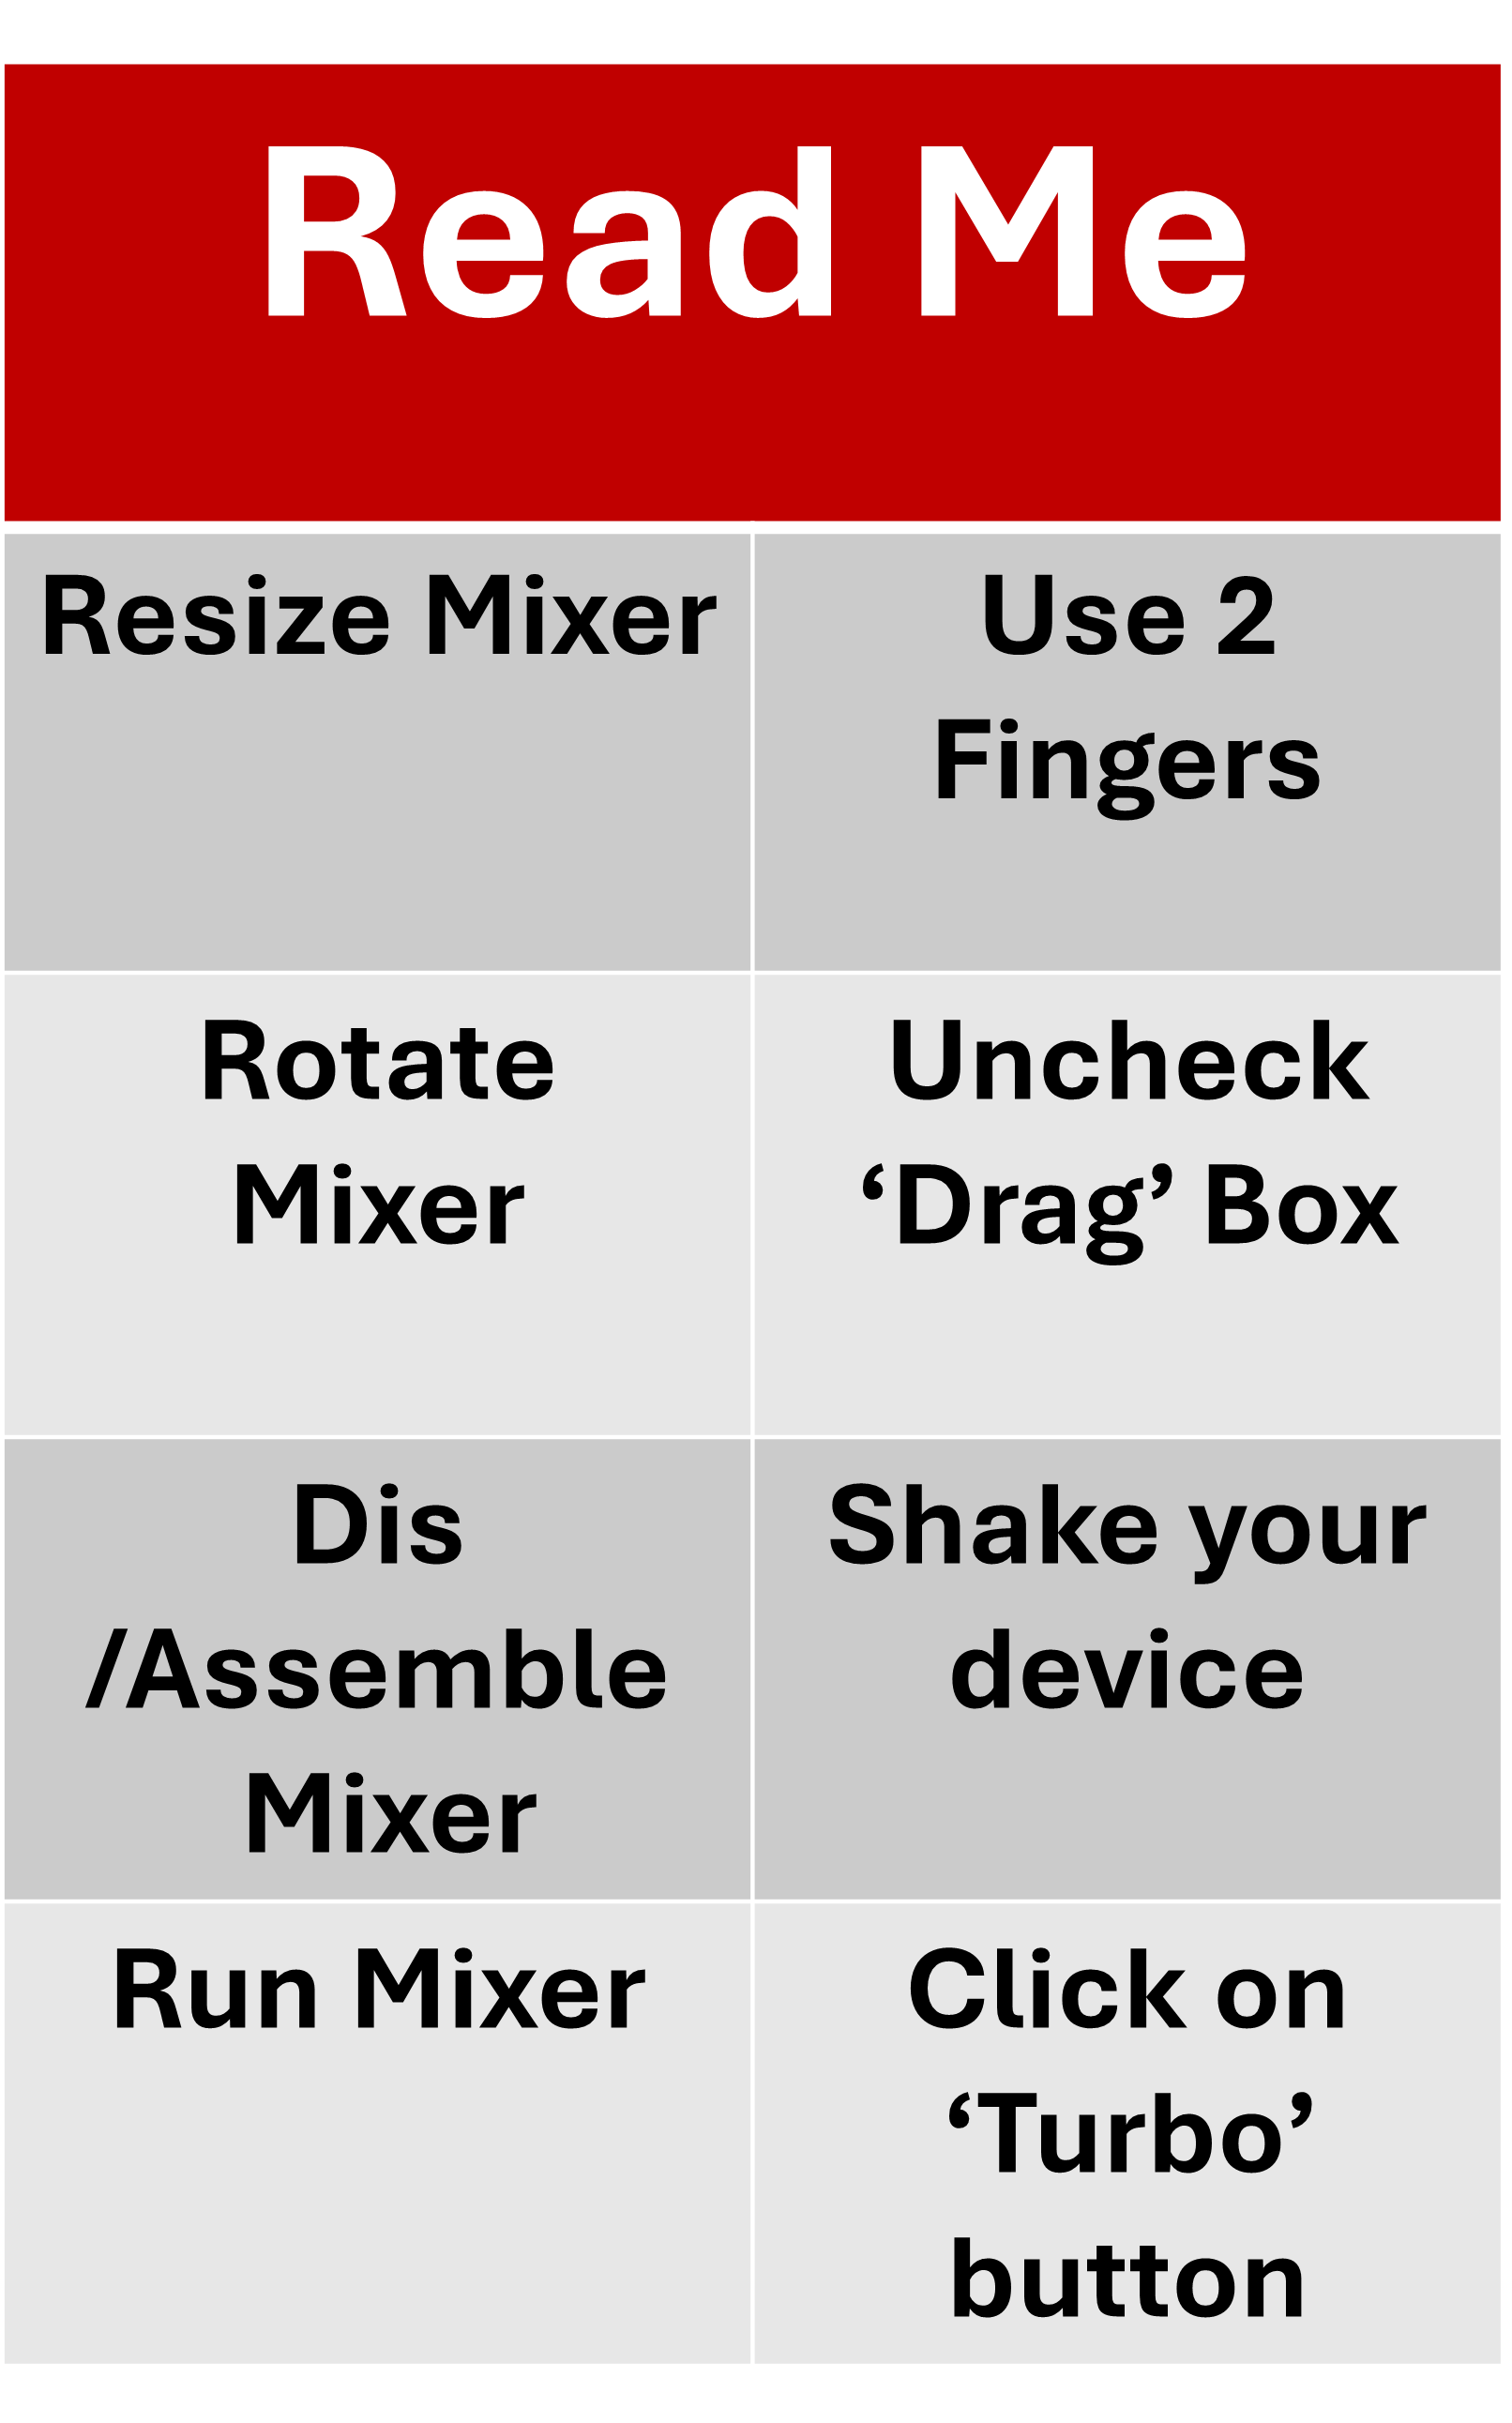 Read Me
Resize Mixer
Use 2
Fingers
Rotate
Mixer
Uncheck
‘Drag’ Box
Dis
/Assemble
Mixer
Shake your
device
Run Mixer
Click on
‘Turbo’
button